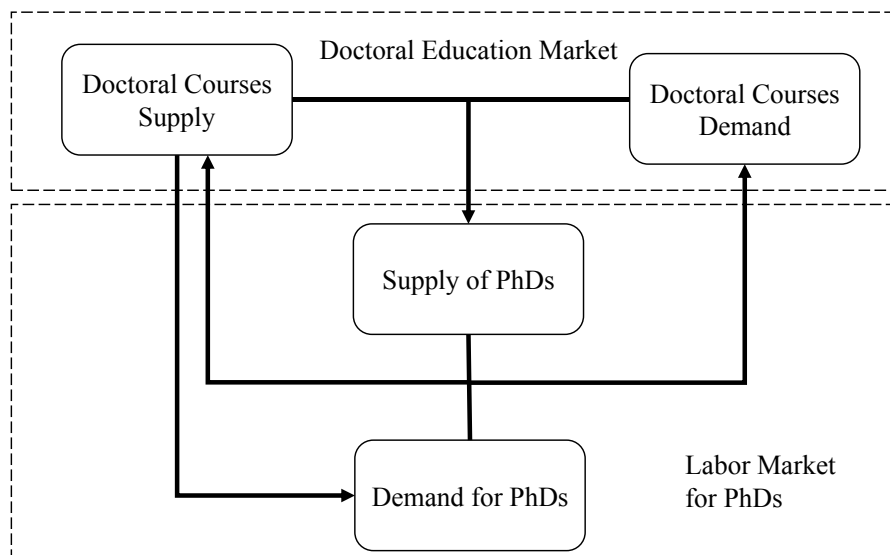 Doctoral Education Market
Doctoral Courses
Supply
Doctoral Courses
Demand
Supply of PhDs
Demand for PhDs
Labor Market
for PhDs